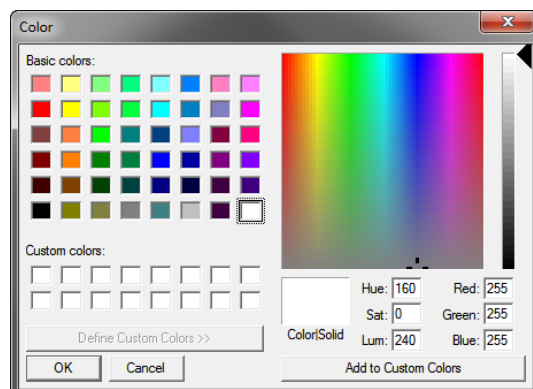 Color
Basic colors:
Custom colors:
Define Custom Colors >>
OK
Cancel
Color|Solid
Hue: 160
Sat: 0
Lum: 240
Red: 255
Green: 255
Blue: 255
Add to Custom Colors